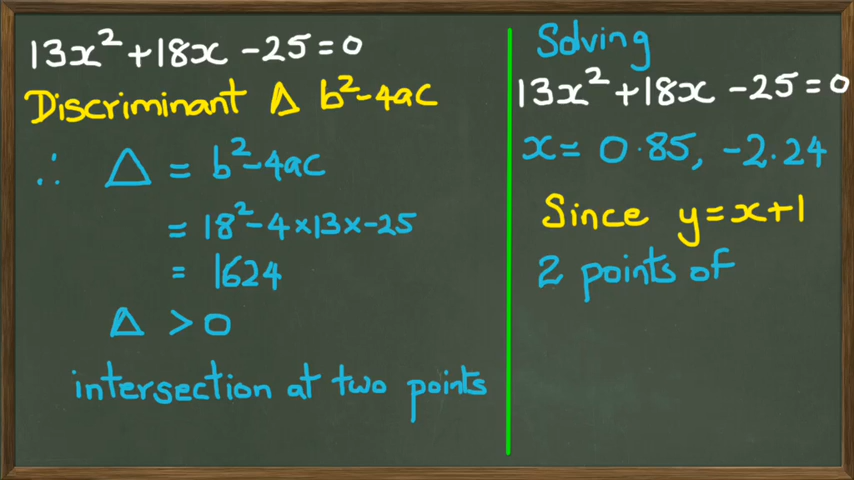 13x²+18x -25=0
Discriminant Δ b²-4ac
∴ Δ = b²-4ac
= 18²-4×13×-25
= 1624
Δ > 0
intersection at two points
Solving
13x²+18x -25=0
x= 0.85, -2.24
Since y=x+1
2 points of